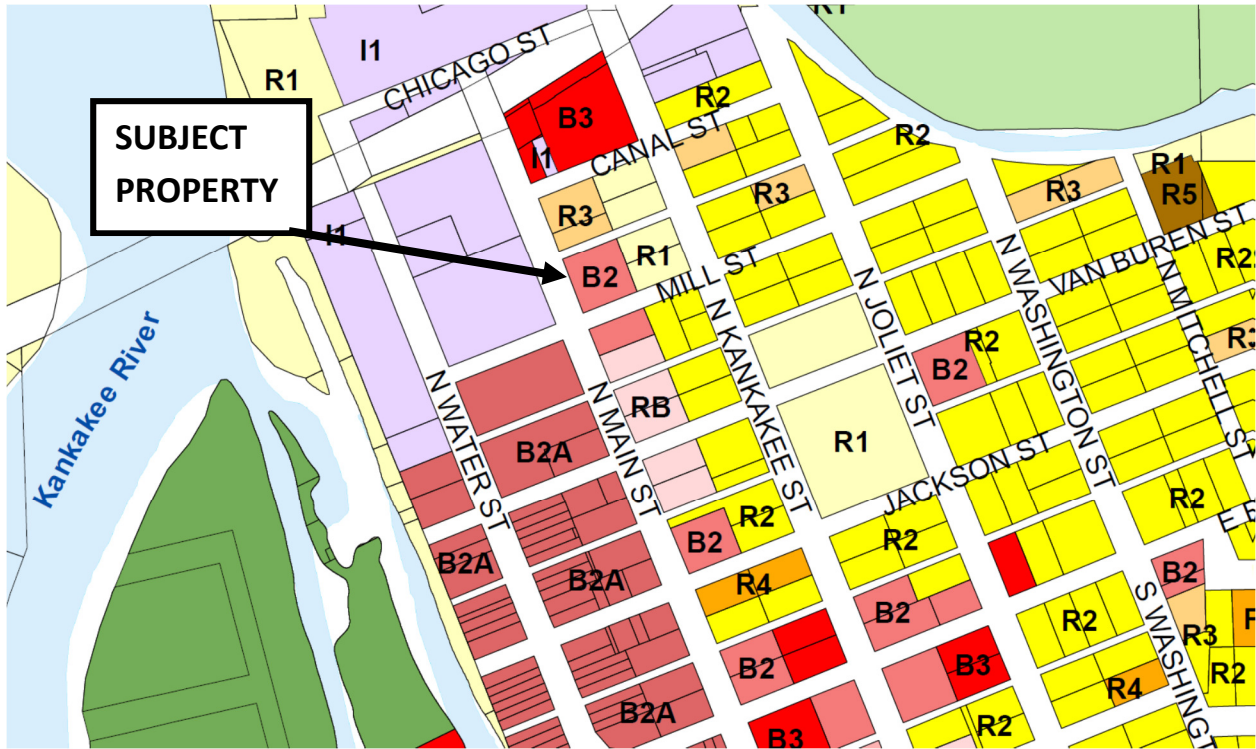 R1
I1
CHICAGO ST
R1
SUBJECT
PROPERTY
B3
R2
CANAL ST
I1
R2
R3
R3
R3
R1
R5
I1
R1
B2
MILL ST
VAN BUREN ST
R2
N KANKAKEE ST
N JOLIET ST
N WASHINGTON ST
N MITCHELL ST
Kankakee River
R2
B2
N WATER ST
N MAIN ST
RB
R1
B2A
JACKSON ST
R2
B2
R2
R2
B2A
B2A
R4
B2
B2
R2
R3
S WASHINGT
R2
B2
B3
R4
B2A
R2
B3